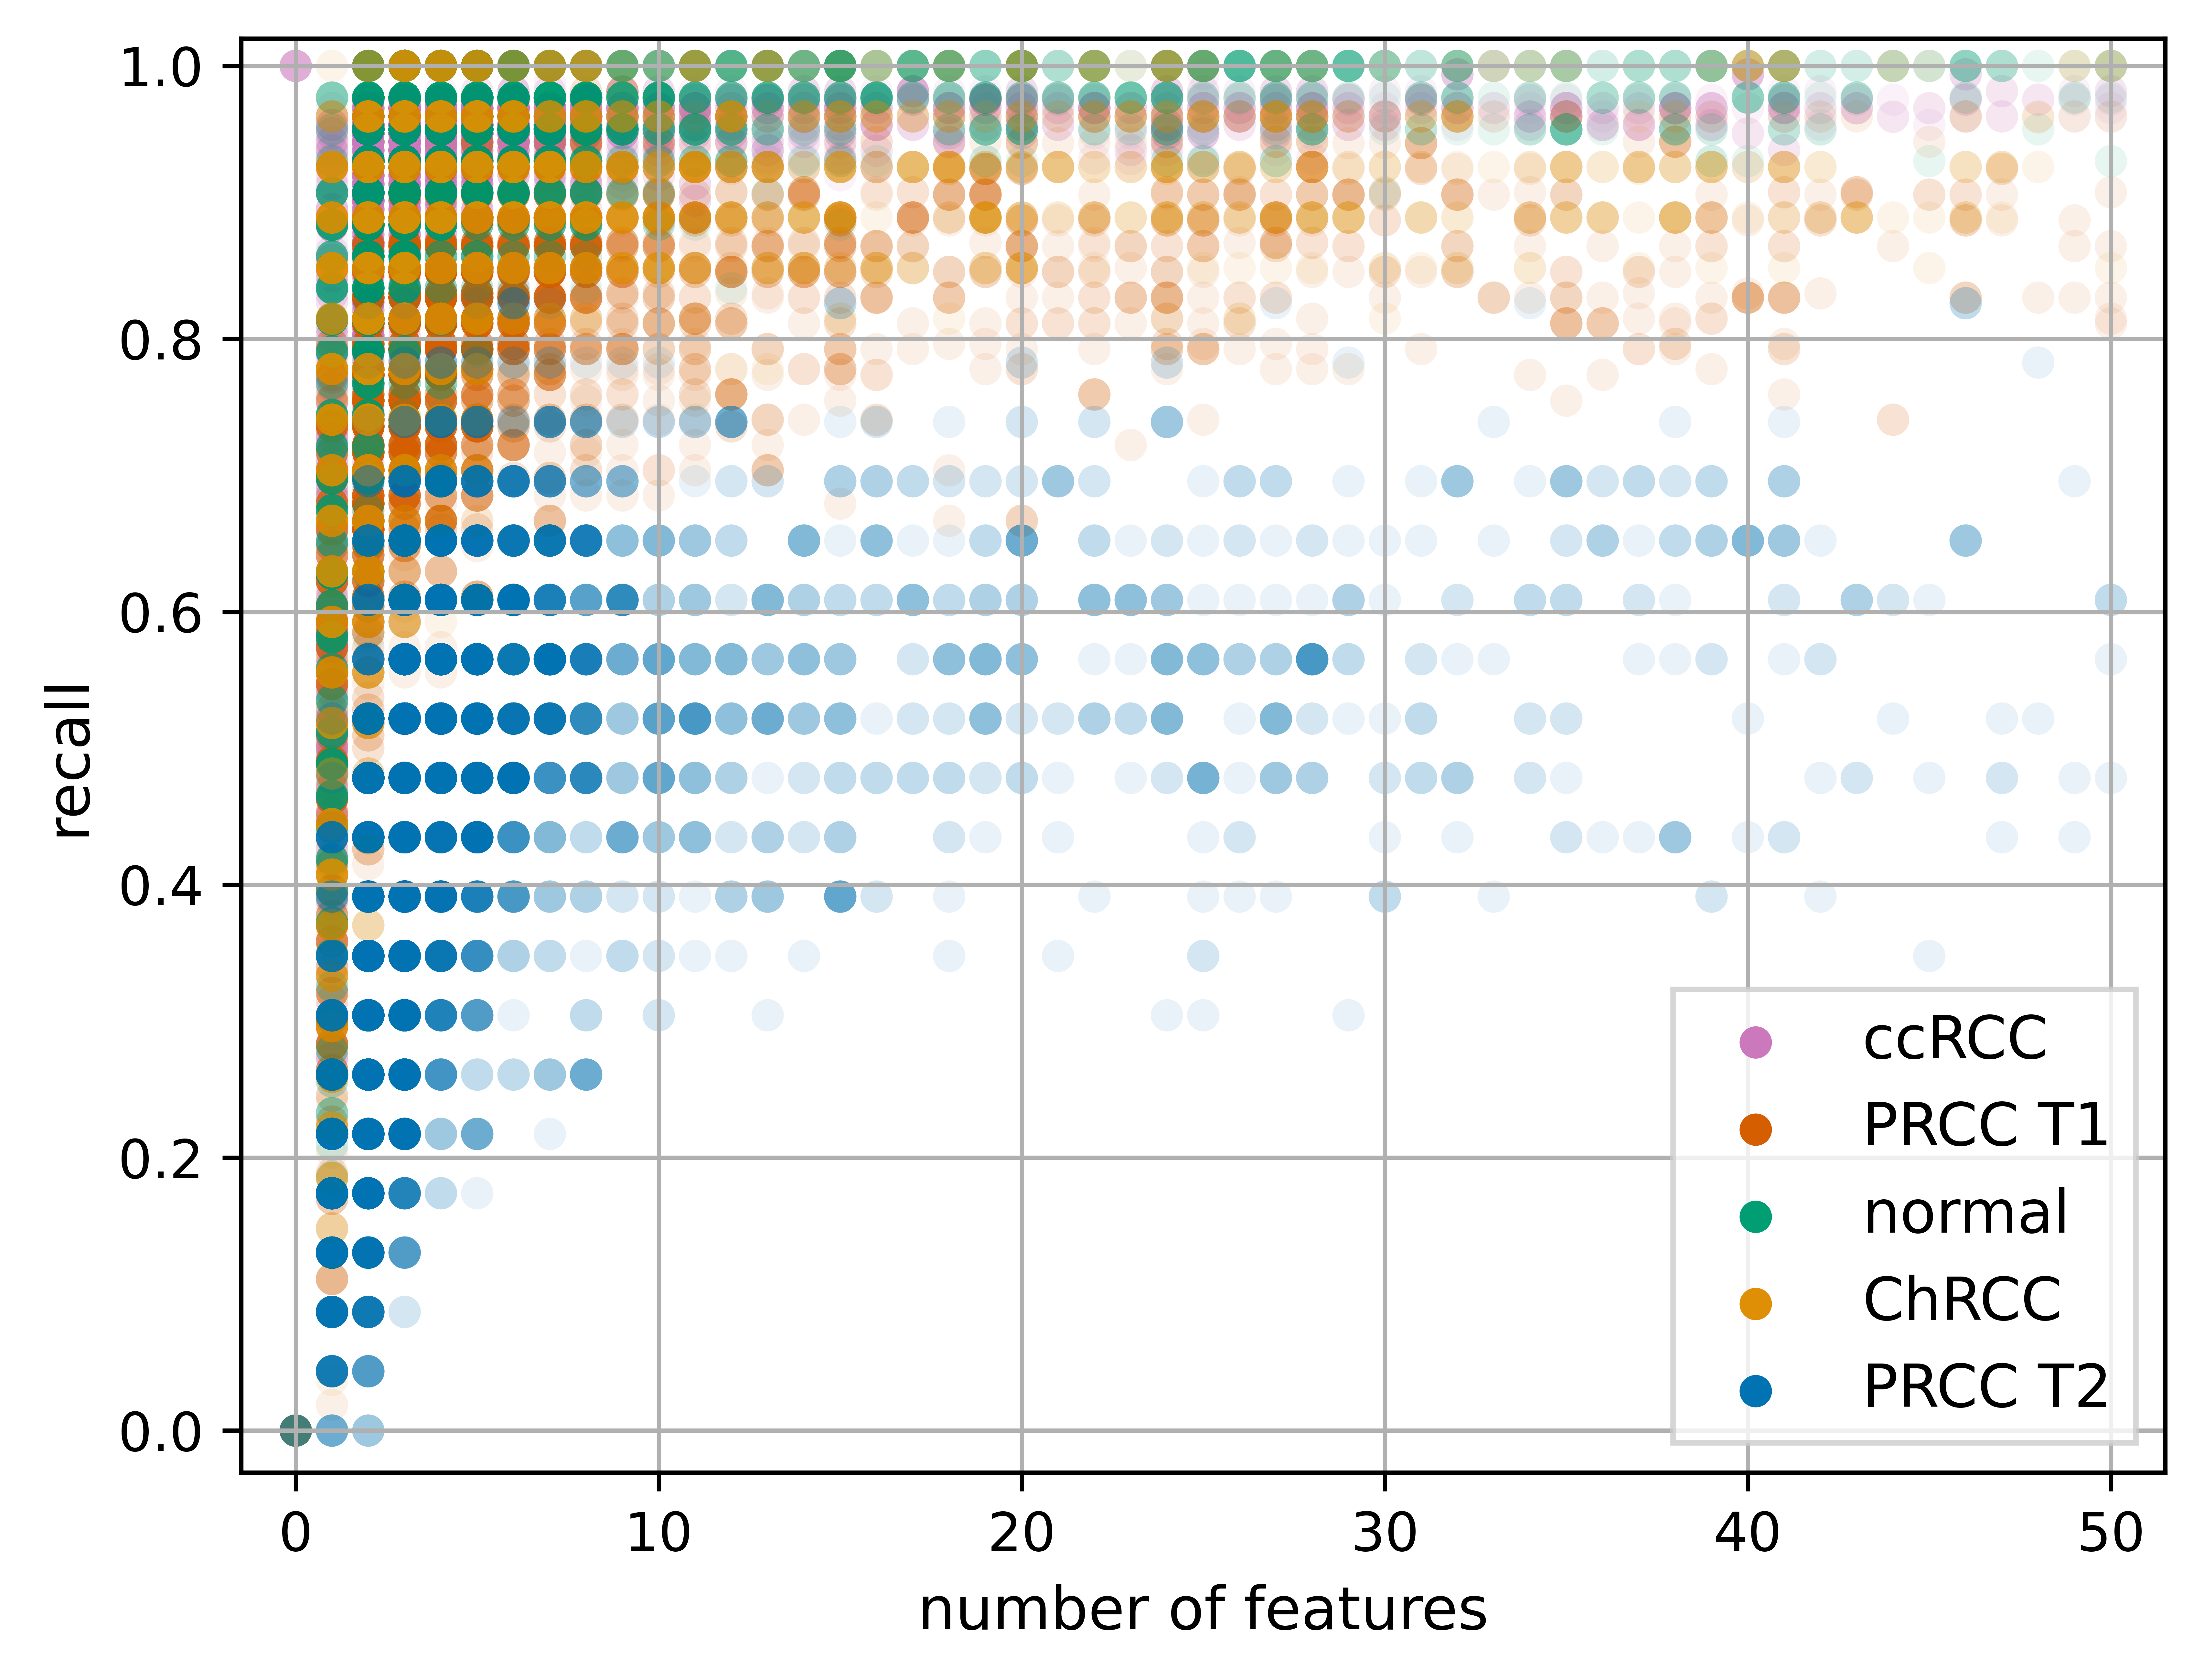 1.0
0.8
0.6
0.4
0.2
0.0
recall
ccRCC
PRCC T1
normal
ChRCC
PRCC T2
0 10 20 30 40 50
number of features